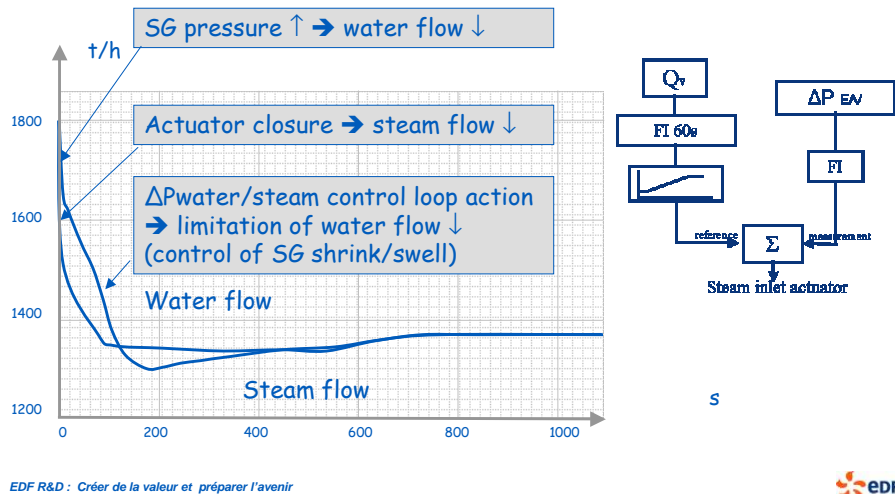 SG pressure ↑ ➔ water flow ↓
t/h
Actuator closure ➔ steam flow ↓
ΔPwater/steam control loop action
➔ limitation of water flow ↓
(control of SG shrink/swell)
Water flow
Steam flow
1800
1600
1400
1200
0 200 400 600 800 1000
s
Qv
ΔP E/V
FI 60s
FI
reference
Σ
measurement
Steam inlet actuator
EDF R&D : Créer de la valeur et préparer l'avenir
edf